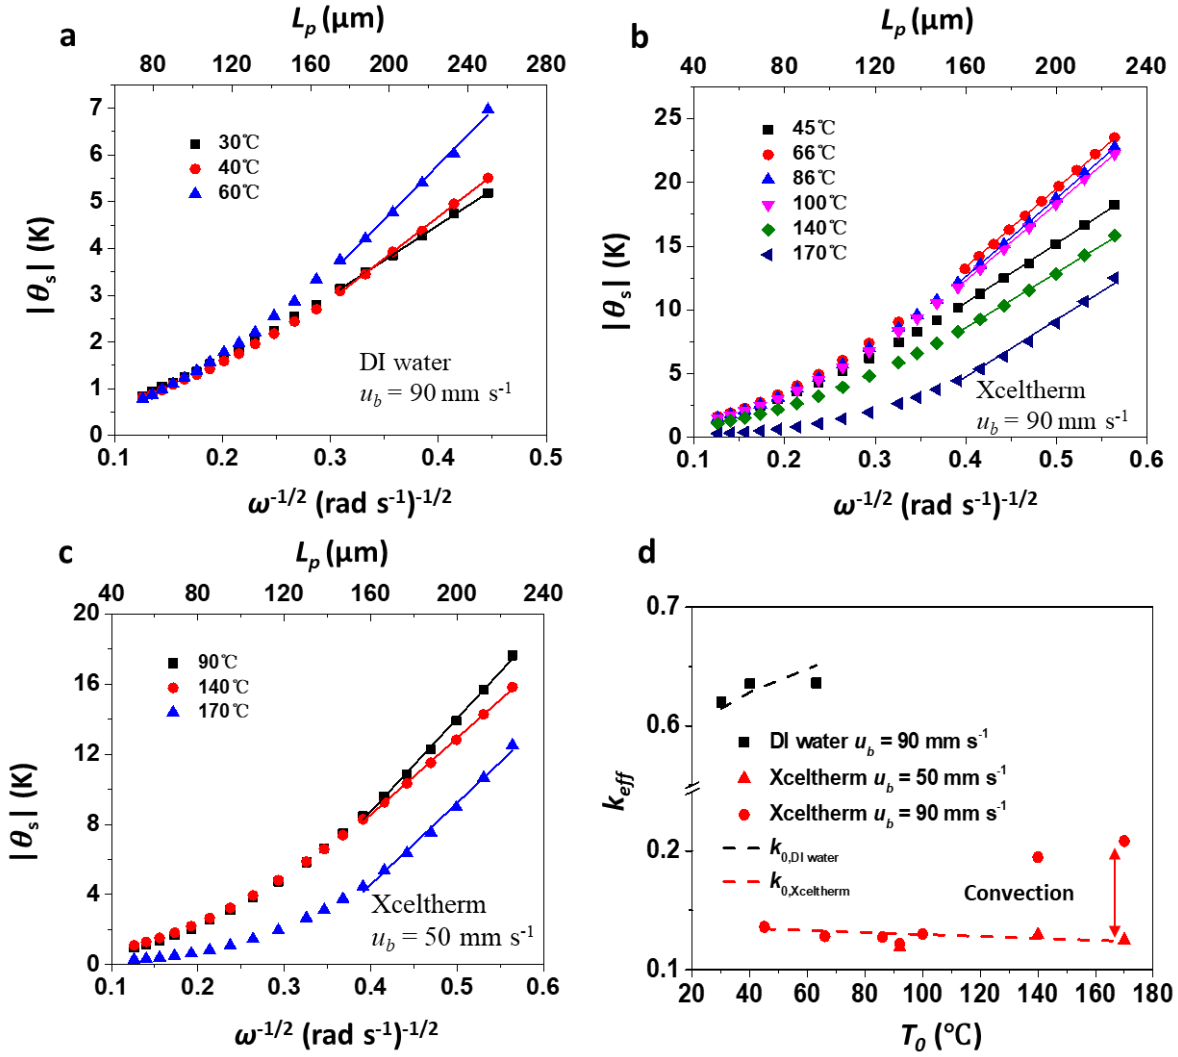 a
L_p (μm)
80 120 160 200 240 280
|θ_s| (K)
7
6
5
4
3
2
1
0
30℃
40℃
60℃
DI water
u_b = 90 mm s⁻¹
0.1 0.2 0.3 0.4 0.5
ω^-1/2 (rad s⁻¹)^-1/2
b
L_p (μm)
40 80 120 160 200 240
|θ_s| (K)
25
20
15
10
5
0
45℃
66℃
86℃
100℃
140℃
170℃
Xceltherm
u_b = 90 mm s⁻¹
0.1 0.2 0.3 0.4 0.5 0.6
ω^-1/2 (rad s⁻¹)^-1/2
c
L_p (μm)
40 80 120 160 200 240
|θ_s| (K)
20
16
12
8
4
0
90℃
140℃
170℃
Xceltherm
u_b = 50 mm s⁻¹
0.1 0.2 0.3 0.4 0.5 0.6
ω^-1/2 (rad s⁻¹)^-1/2
d
k_eff
0.7
0.6
0.2
0.1
DI water u_b = 90 mm s⁻¹
Xceltherm u_b = 50 mm s⁻¹
Xceltherm u_b = 90 mm s⁻¹
k_0,DI water
k_0,Xceltherm
Convection
20 40 60 80 100 120 140 160 180
T_0 (°C)